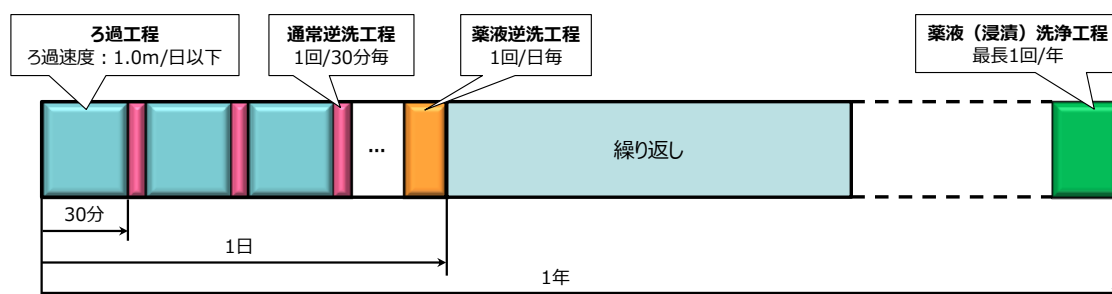 ろ過工程
ろ過速度：1.0m/日以下
通常逆洗工程
1回/30分毎
薬液逆洗工程
1回/日毎
薬液（浸漬）洗浄工程
最長1回/年
…
繰り返し
30分
1日
1年